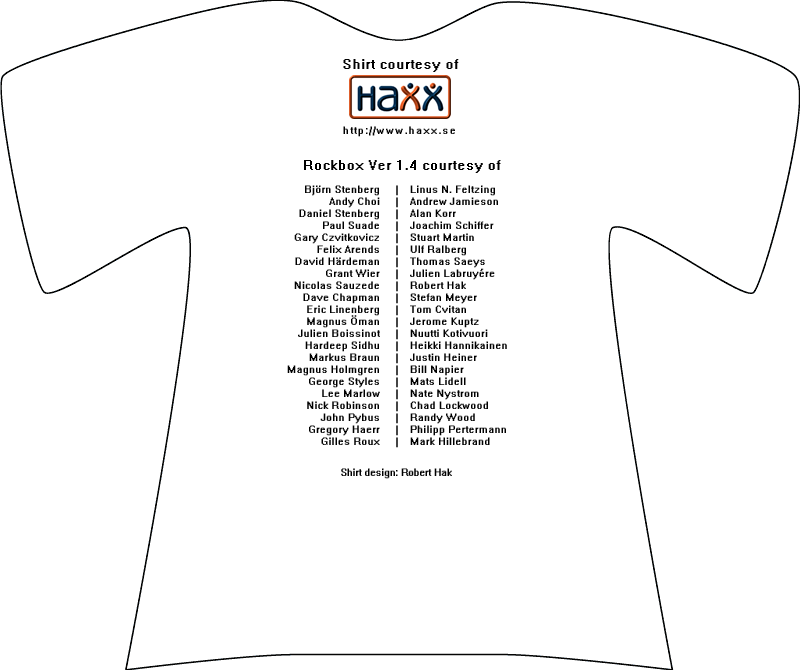 Shirt courtesy of
HaXX
http://www.haxx.se
Rockbox Ver 1.4 courtesy of
Björn Stenberg | Linus N. Feltzing
Andy Choi | Andrew Jamieson
Daniel Stenberg | Alan Korr
Paul Suade | Joachim Schiffer
Gary Czvitkovicz | Stuart Martin
Felix Arends | Ulf Ralberg
David Härdeman | Thomas Saeys
Grant Wier | Julien Labruyére
Nicolas Sauzede | Robert Hak
Dave Chapman | Stefan Meyer
Eric Linenberg | Tom Cvitan
Magnus Öman | Jerome Kuptz
Julien Boissinot | Nuutti Kotivuori
Hardeep Sidhu | Heikki Hannikainen
Markus Braun | Justin Heiner
Magnus Holmgren | Bill Napier
George Styles | Mats Lidell
Lee Marlow | Nate Nystrom
Nick Robinson | Chad Lockwood
John Pybus | Randy Wood
Gregory Haerr | Philipp Pertermann
Gilles Roux | Mark Hillebrand
Shirt design: Robert Hak